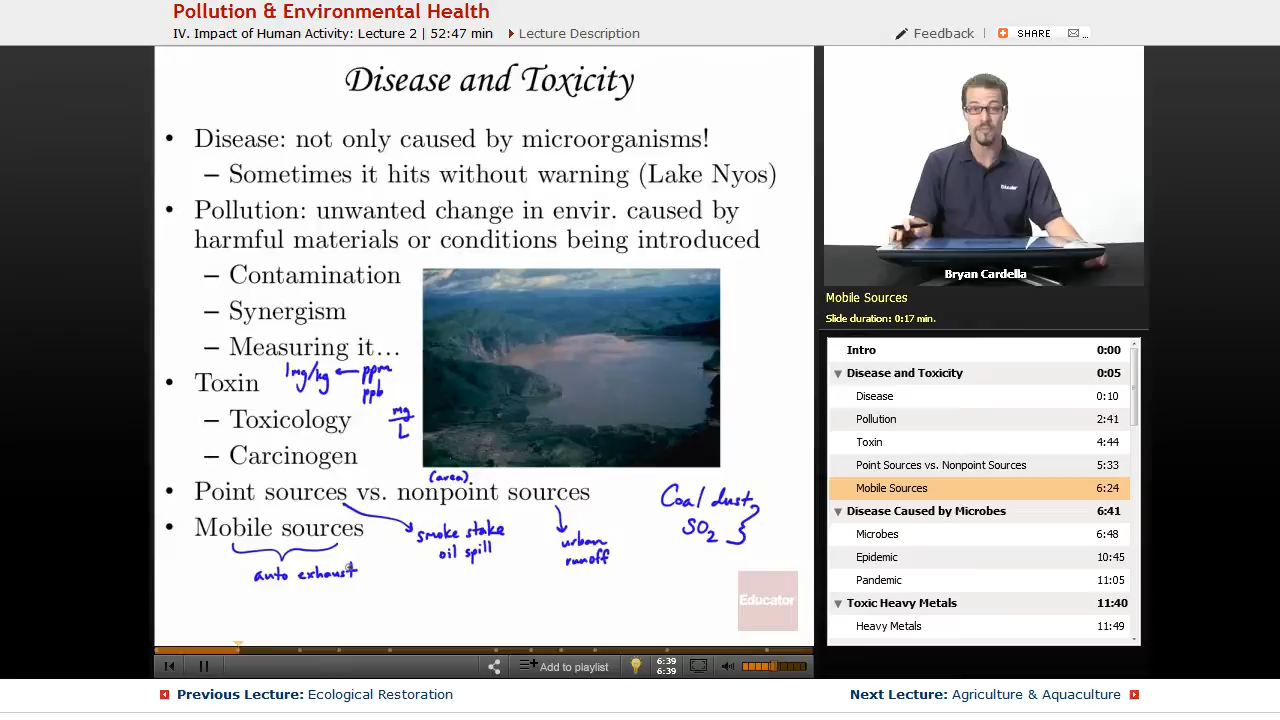 Pollution & Environmental Health
IV. Impact of Human Activity: Lecture 2 | 52:47 min
Lecture Description
Feedback
SHARE
Disease and Toxicity
• Disease: not only caused by microorganisms!
– Sometimes it hits without warning (Lake Nyos)
• Pollution: unwanted change in envir. caused by
harmful materials or conditions being introduced
– Contamination
– Synergism
– Measuring it...
1mg/kg ← ppm
ppb
• Toxin
mg
L
– Toxicology
– Carcinogen
(area)
• Point sources vs. nonpoint sources
• Mobile sources
smoke stake
oil spill
urban
runoff
auto exhaust
Coal dust
SO2
Educator
Educator
Bryan Cardella
Mobile Sources
Slide duration: 0:17 min.
Intro 0:00
Disease and Toxicity 0:05
Disease 0:10
Pollution 2:41
Toxin 4:44
Point Sources vs. Nonpoint Sources 5:33
Mobile Sources 6:24
Disease Caused by Microbes 6:41
Microbes 6:48
Epidemic 10:45
Pandemic 11:05
Toxic Heavy Metals 11:40
Heavy Metals 11:49
Add to playlist
6:39
6:39
Previous Lecture: Ecological Restoration
Next Lecture: Agriculture & Aquaculture